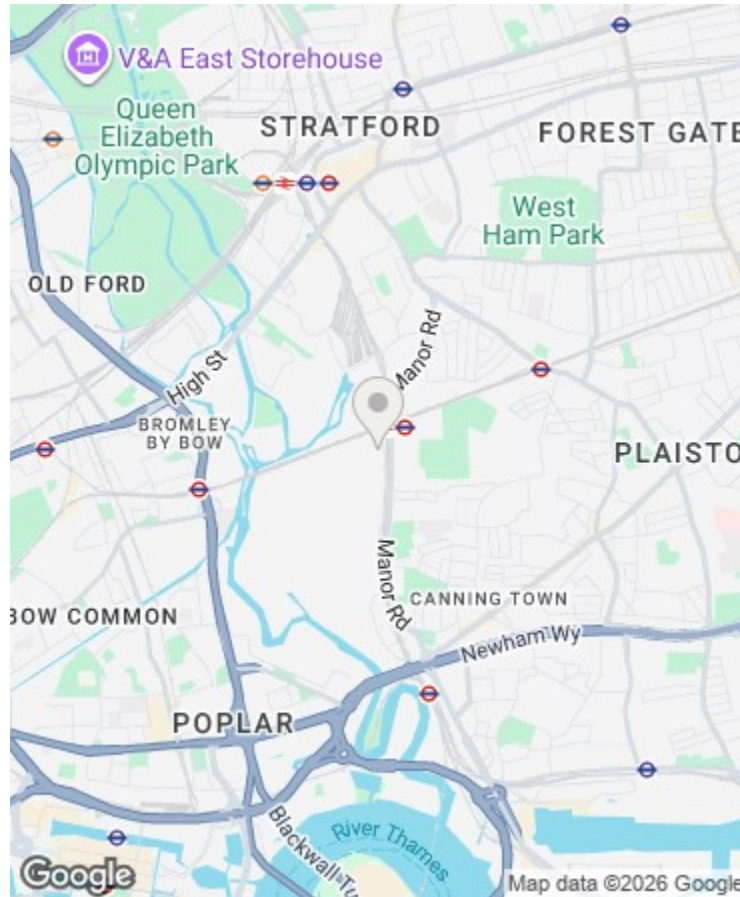 V&A East Storehouse
Queen
Elizabeth
Olympic Park
STRATFORD
FOREST GATE
West
Ham Park
OLD FORD
Manor Rd
High St
BROMLEY
BY BOW
PLAISTO
Manor Rd
CANNING TOWN
BOW COMMON
Newham Wy
POPLAR
River Thames
Blackwall Tu
Google
Map data ©2026 Google